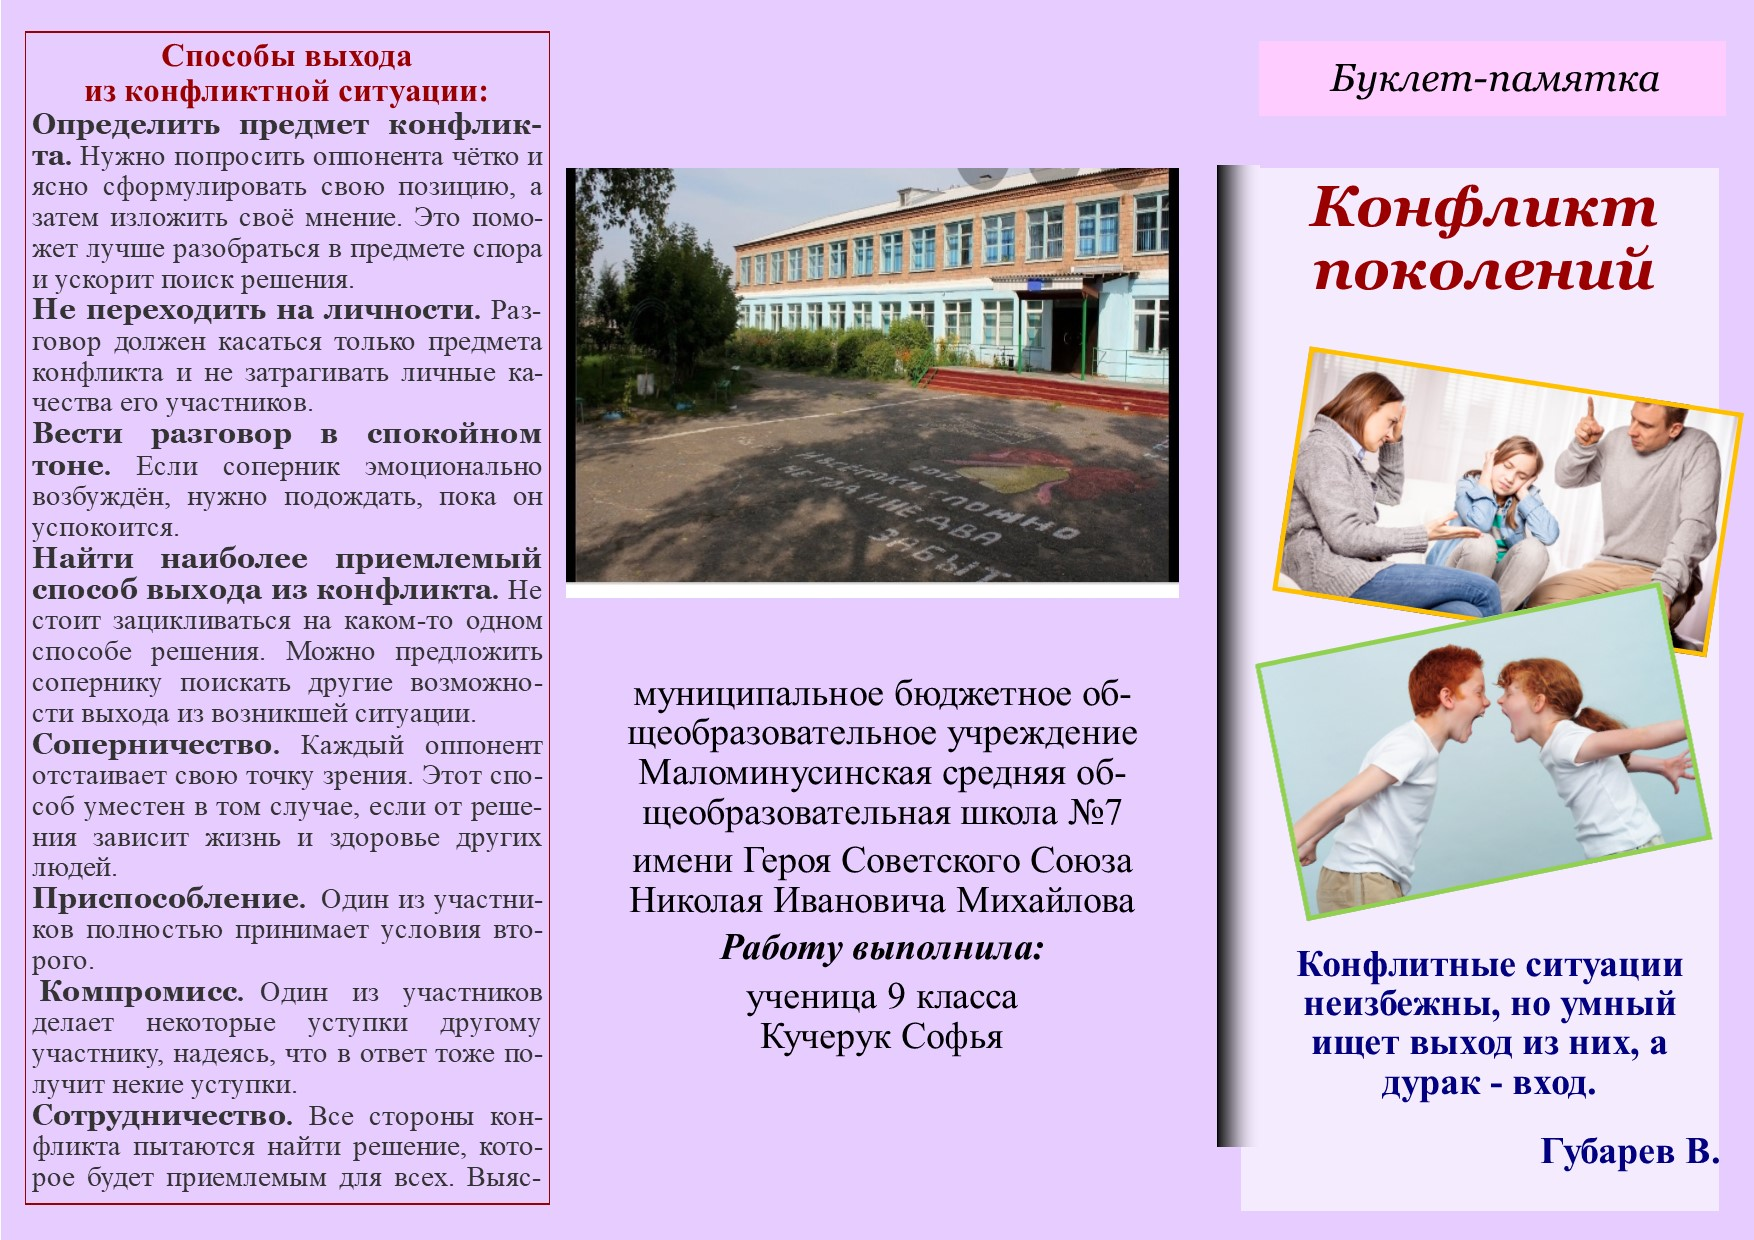 Способы выхода
из конфликтной ситуации:
Определить предмет конфлик-
та. Нужно попросить оппонента чётко и
ясно сформулировать свою позицию, а
затем изложить своё мнение. Это помо-
жет лучше разобраться в предмете спора
и ускорит поиск решения.
Не переходить на личности. Раз-
говор должен касаться только предмета
конфликта и не затрагивать личные ка-
чества его участников.
Вести разговор в спокойном
тоне. Если соперник эмоционально
возбуждён, нужно подождать, пока он
успокоится.
Найти наиболее приемлемый
способ выхода из конфликта. Не
стоит зацикливаться на каком-то одном
способе решения. Можно предложить
сопернику поискать другие возможно-
сти выхода из возникшей ситуации.
Соперничество. Каждый оппонент
отстаивает свою точку зрения. Этот спо-
соб уместен в том случае, если от реше-
ния зависит жизнь и здоровье других
людей.
Приспособление. Один из участни-
ков полностью принимает условия вто-
рого.
Компромисс. Один из участников
делает некоторые уступки другому
участнику, надеясь, что в ответ тоже по-
лучит некие уступки.
Сотрудничество. Все стороны кон-
фликта пытаются найти решение, кото-
рое будет приемлемым для всех. Выяс-
2012
СЛОЖНО
НЕ ДВА
ЗАБЫТ
муниципальное бюджетное об-
щеобразовательное учреждение
Маломинусинская средняя об-
щеобразовательная школа №7
имени Героя Советского Союза
Николая Ивановича Михайлова
Работу выполнила:
ученица 9 класса
Кучерук Софья
Буклет-памятка
Конфликт
поколений
Конфлитные ситуации
неизбежны, но умный
ищет выход из них, а
дурак - вход.
Губарев В.